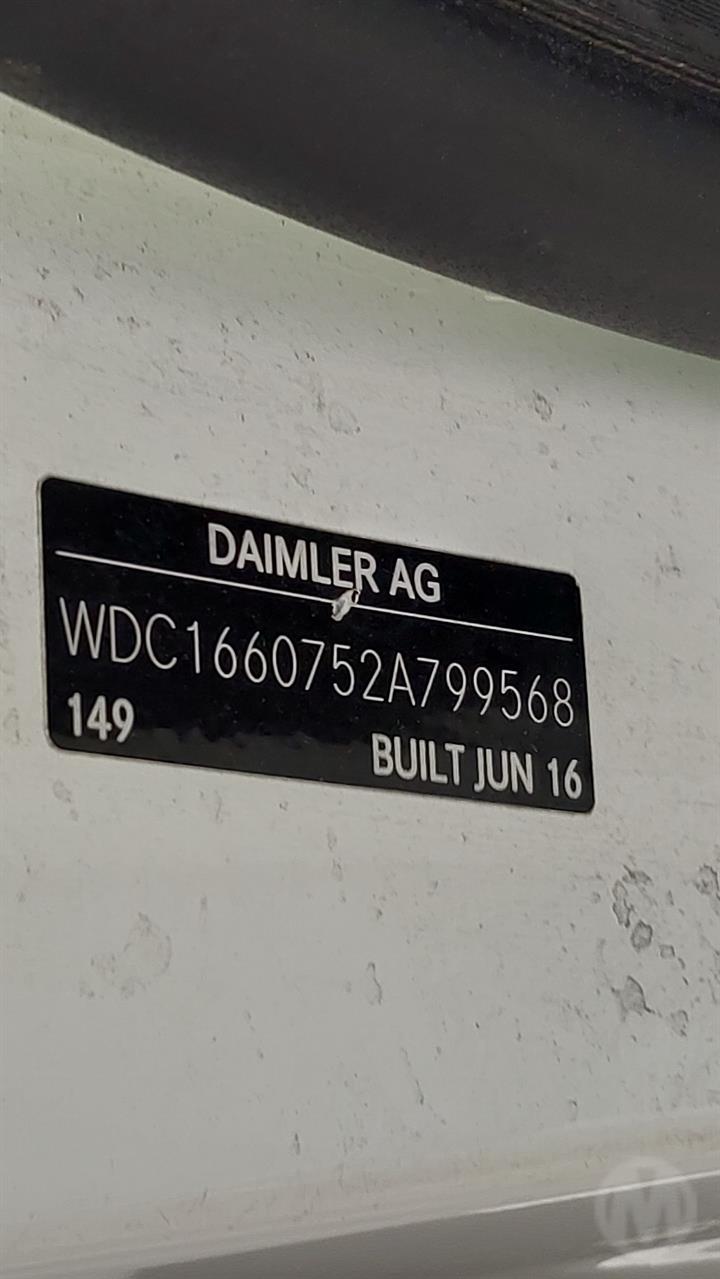 DAIMLER AG
WDC1660752A799568
149
BUILT JUN 16
M